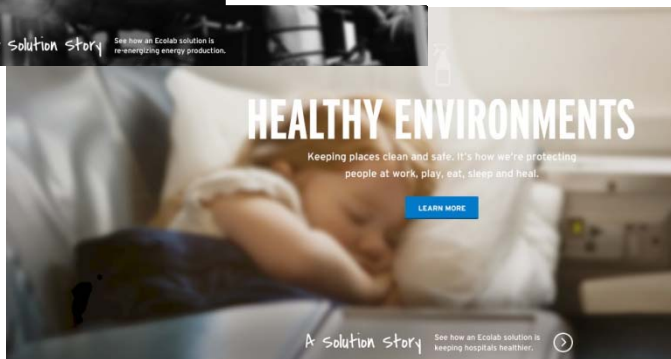 Solution Story
See how an Ecolab solution is
re-energizing energy production.
HEALTHY ENVIRONMENTS
Keeping places clean and safe. It's how we're protecting
people at work, play, eat, sleep and heal.
LEARN MORE
A Solution Story
See how an Ecolab solution is
keeping hospitals healthier.